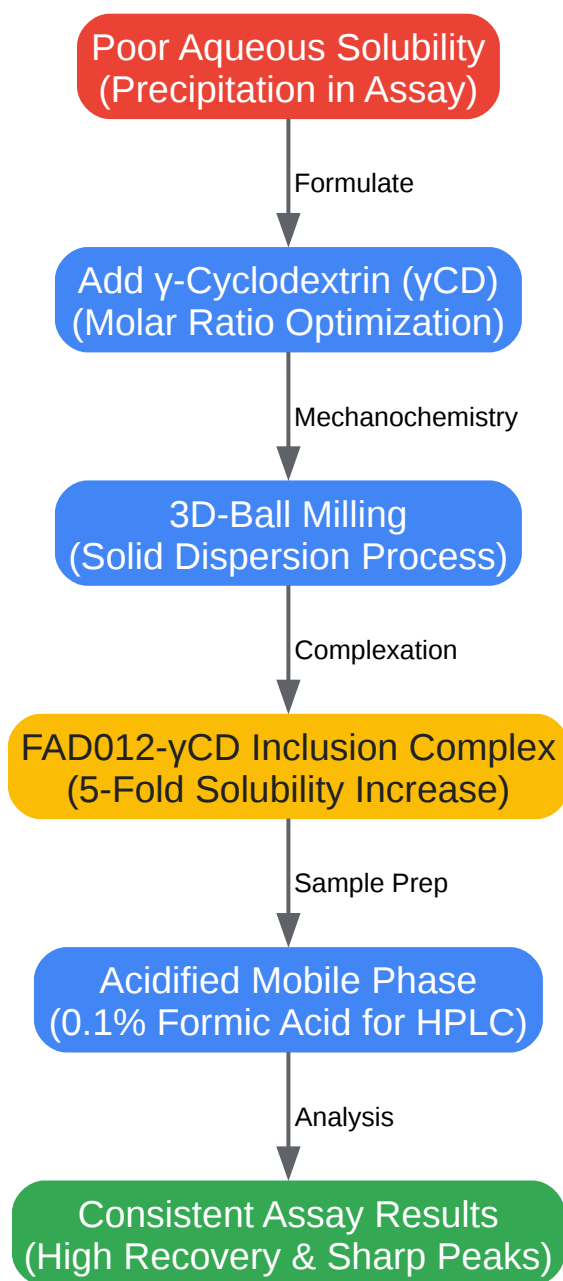 Poor Aqueous Solubility
(Precipitation in Assay)
Formulate
Add γ-Cyclodextrin (γCD)
(Molar Ratio Optimization)
Mechanochemistry
3D-Ball Milling
(Solid Dispersion Process)
Complexation
FAD012-γCD Inclusion Complex
(5-Fold Solubility Increase)
Sample Prep
Acidified Mobile Phase
(0.1% Formic Acid for HPLC)
Analysis
Consistent Assay Results
(High Recovery & Sharp Peaks)